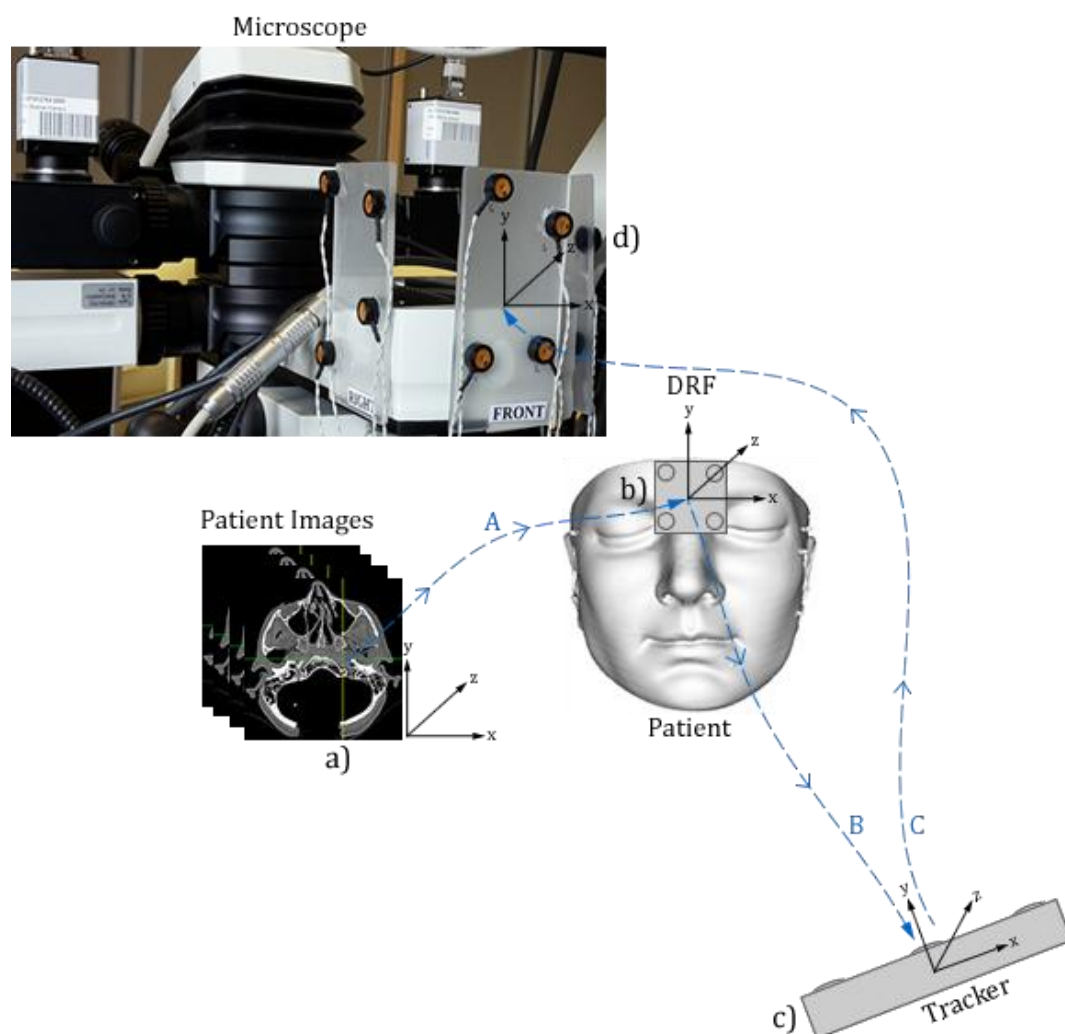 Microscope
y
z
x
d)
RIGHT
FRONT
DRF
y
z
x
b)
A
Patient Images
y
z
x
a)
Patient
B
C
y
z
x
c)
Tracker